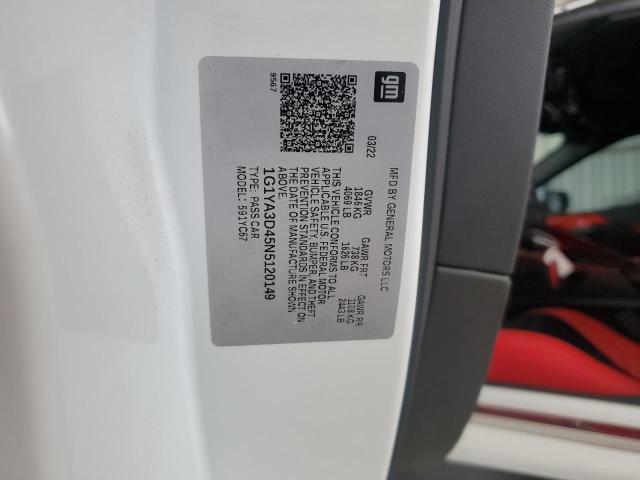 gm
MFD BY GENERAL MOTORS LLC
03/22
GVWR GAWR FRT GAWR RR
1846 KG 738 KG 1108 KG
4069 LB 1626 LB 2443 LB
THIS VEHICLE CONFORMS TO ALL
APPLICABLE U.S. FEDERAL MOTOR
VEHICLE SAFETY, BUMPER, AND THEFT
PREVENTION STANDARDS IN EFFECT ON
THE DATE OF MANUFACTURE SHOWN
ABOVE.
1G1YA3D45N5120149
TYPE: PASS CAR
MODEL: 591YC67
9567